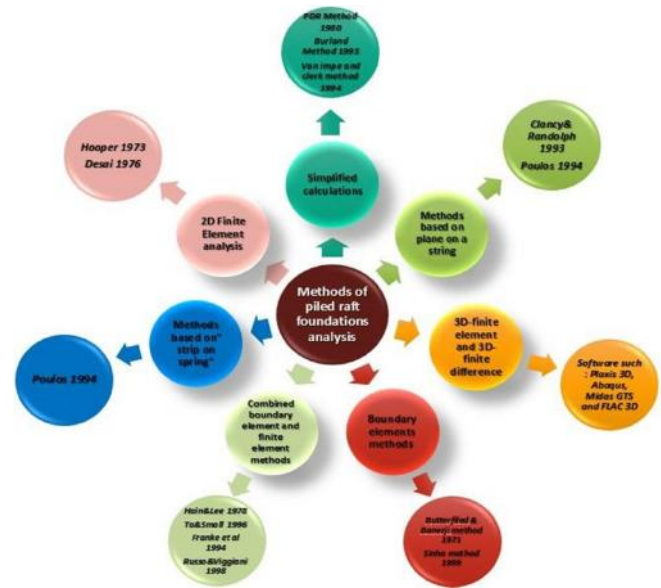 PDR Method
1980
Burland
Method 1995
Van impe and
clerk method
1994
Simplified
calculations
Clancy&
Randolph
1993
Poulos 1994
Methods
based on
plane on a
string
3D-finite
element and
3D-
finite
difference
Software such
: Plaxis 3D,
Abaqus,
Midas GTS
and FLAC 3D
Boundary
elements
methods
Butterfiled &
Banerji method
1971
Sinha method
Combined
boundary
element and
finite
element
methods
Hain&Lee 1978
Ta&Small 1996
Franke et al
1994
Russo&Viggiani
1998
Methods
based on"
strip on
spring"
Poulos 1994
2D Finite
Element
analysis
Hooper 1973
Desai 1976
Methods of
piled raft
foundations
analysis